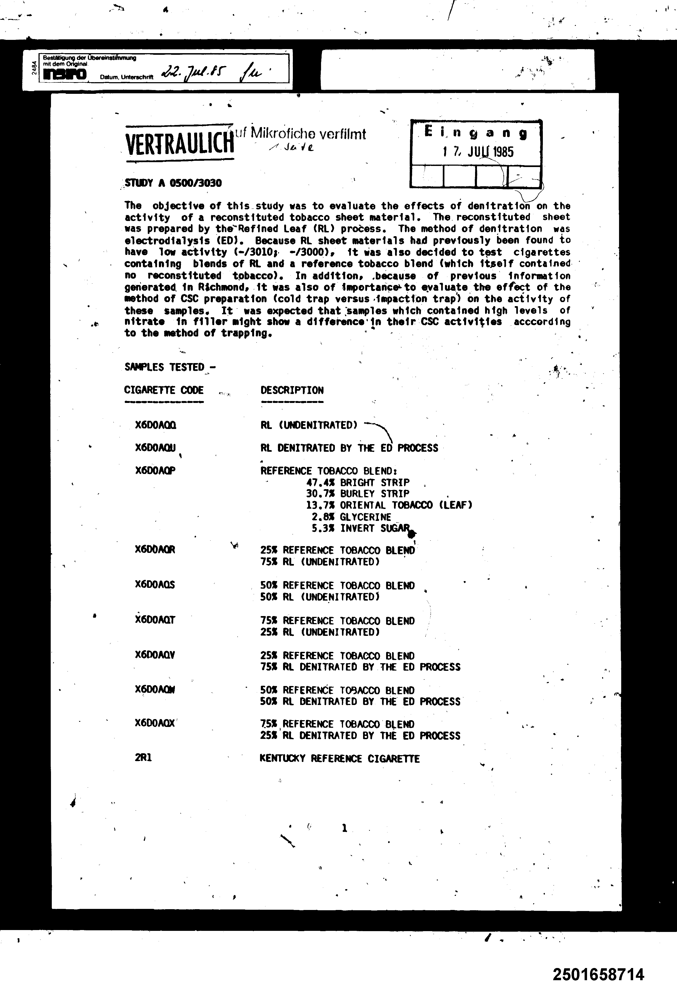 Bestätigung der Übereinstimmung
mit dem Original
248A
Datum, Unterschrift 22. Jul. 85
VERTRAULICH
uf Mikrofiche verfilmt
1 Seite
Eingang
17. JULI 1985
STUDY A 0500/3030
The objective of this study was to evaluate the effects of denitration on the
activity of a reconstituted tobacco sheet material. The reconstituted sheet
was prepared by the Refined Leaf (RL) process. The method of denitration was
electrodialysis (ED). Because RL sheet materials had previously been found to
have low activity (-/3010; -/3000), it was also decided to test cigarettes
containing blends of RL and a reference tobacco blend (which itself contained
no reconstituted tobacco). In addition, because of previous information
generated in Richmond, it was also of importance to evaluate the effect of the
method of CSC preparation (cold trap versus impaction trap) on the activity of
these samples. It was expected that samples which contained high levels of
nitrate in filler might show a difference in their CSC activities acccording
to the method of trapping.
SAMPLES TESTED -
CIGARETTE CODE DESCRIPTION
X6D0AQO RL (UNDENITRATED)
X6D0AQU RL DENITRATED BY THE ED PROCESS
X6D0AQP REFERENCE TOBACCO BLEND:
47.4% BRIGHT STRIP
30.7% BURLEY STRIP
13.7% ORIENTAL TOBACCO (LEAF)
2.8% GLYCERINE
5.3% INVERT SUGAR
X6D0AQR 25% REFERENCE TOBACCO BLEND
75% RL (UNDENITRATED)
X6D0AQS 50% REFERENCE TOBACCO BLEND
50% RL (UNDENITRATED)
X6D0AQT 75% REFERENCE TOBACCO BLEND
25% RL (UNDENITRATED)
X6D0AQV 25% REFERENCE TOBACCO BLEND
75% RL DENITRATED BY THE ED PROCESS
X6D0AQW 50% REFERENCE TOBACCO BLEND
50% RL DENITRATED BY THE ED PROCESS
X6D0AQX 75% REFERENCE TOBACCO BLEND
25% RL DENITRATED BY THE ED PROCESS
2R1 KENTUCKY REFERENCE CIGARETTE
1
2501658714